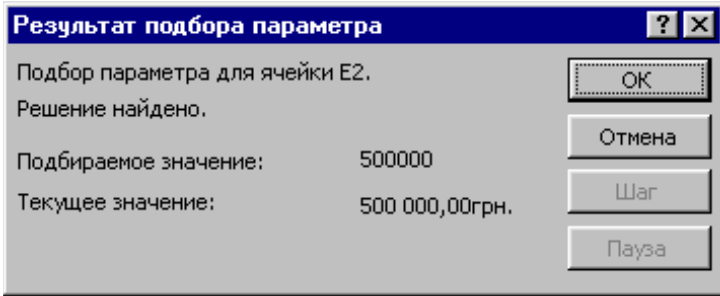 Результат подбора параметра
? ×
Подбор параметра для ячейки E2.
Решение найдено.
Подбираемое значение: 500000
Текущее значение: 500 000,00грн.
ОК
Отмена
Шаг
Пауза